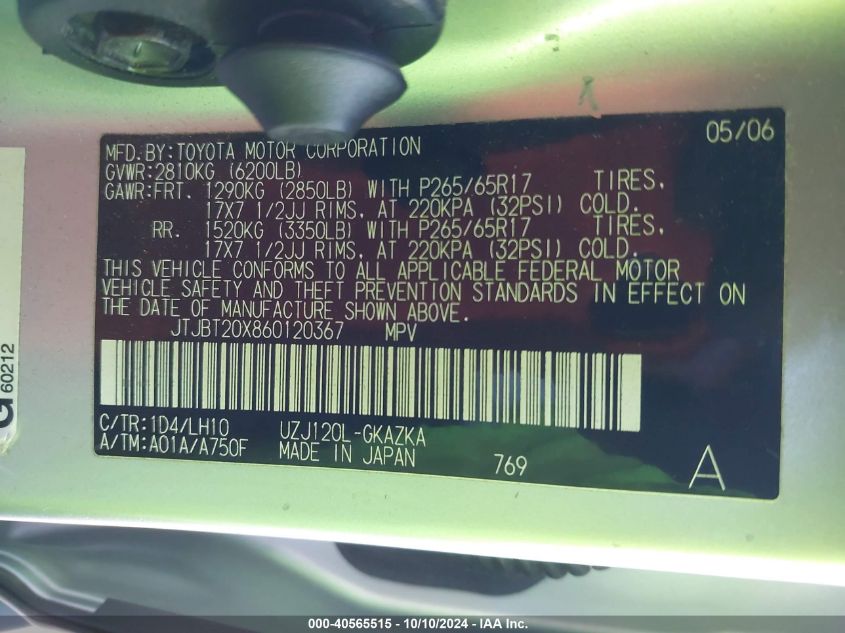 05/06
MFD.BY:TOYOTA MOTOR CORPORATION
GVWR:2810KG (6200LB)
GAWR:FRT. 1290KG (2850LB) WITH P265/65R17 TIRES,
17X7 1/2JJ RIMS, AT 220KPA (32PSI) COLD.
RR. 1520KG (3350LB) WITH P265/65R17 TIRES,
17X7 1/2JJ RIMS, AT 220KPA (32PSI) COLD.
THIS VEHICLE CONFORMS TO ALL APPLICABLE FEDERAL MOTOR
VEHICLE SAFETY AND THEFT PREVENTION STANDARDS IN EFFECT ON
THE DATE OF MANUFACTURE SHOWN ABOVE.
JTJBT20X860120367 MPV
C/TR:1D4/LH10 UZJ120L-GKAZKA
A/TM:A01A/A750F MADE IN JAPAN 769 A
G 60212
000-40565515 - 10/10/2024 - IAA Inc.